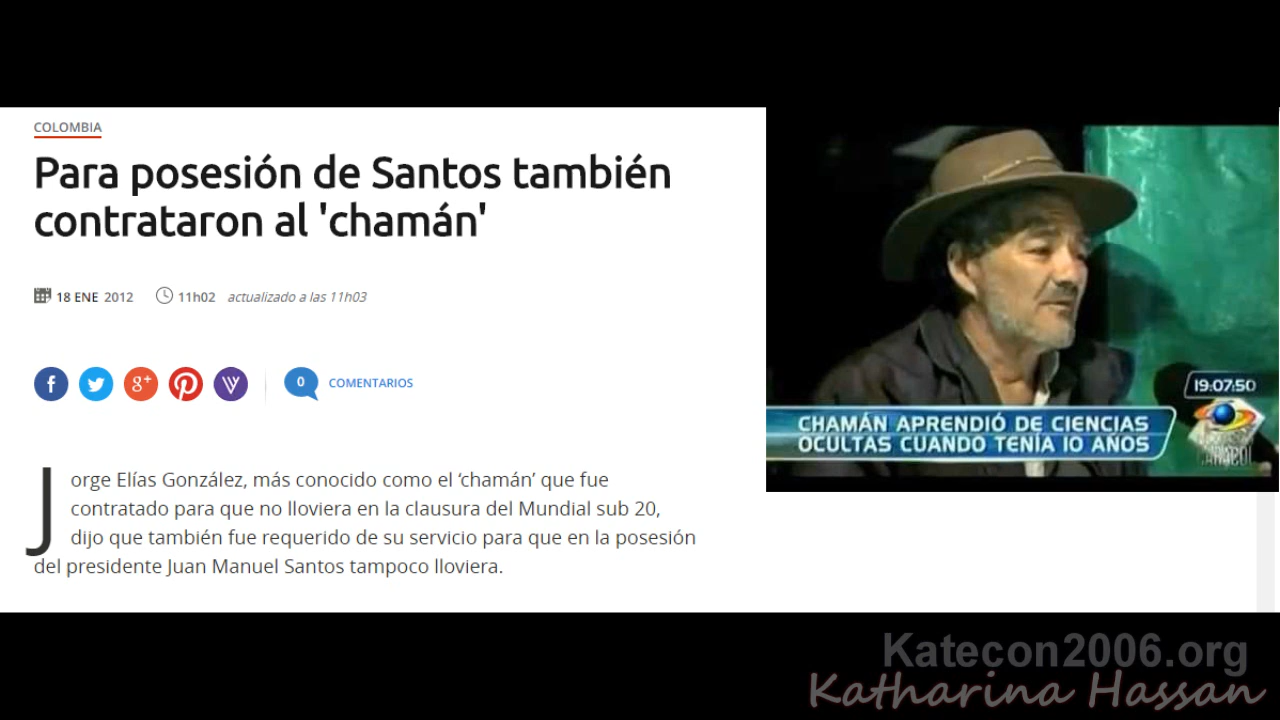 COLOMBIA
Para posesión de Santos también
contrataron al 'chamán'
18 ENE 2012 11h02 actualizado a las 11h03
0 COMENTARIOS
Jorge Elías González, más conocido como el ‘chamán’ que fue
contratado para que no lloviera en la clausura del Mundial sub 20,
dijo que también fue requerido de su servicio para que en la posesión
del presidente Juan Manuel Santos tampoco lloviera.
19:07:50
CHAMÁN APRENDIÓ DE CIENCIAS
OCULTAS CUANDO TENÍA 10 AÑOS
Katecon2006.org
Katharina Hassan